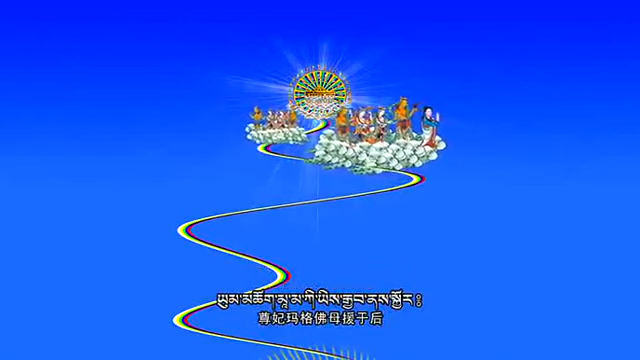 ཡུམ་མཆོག་མཱ་མ་ཀི་ཡིས་རྒྱབ་ནས་སྐྱོར༔
尊妃玛格佛母援于后